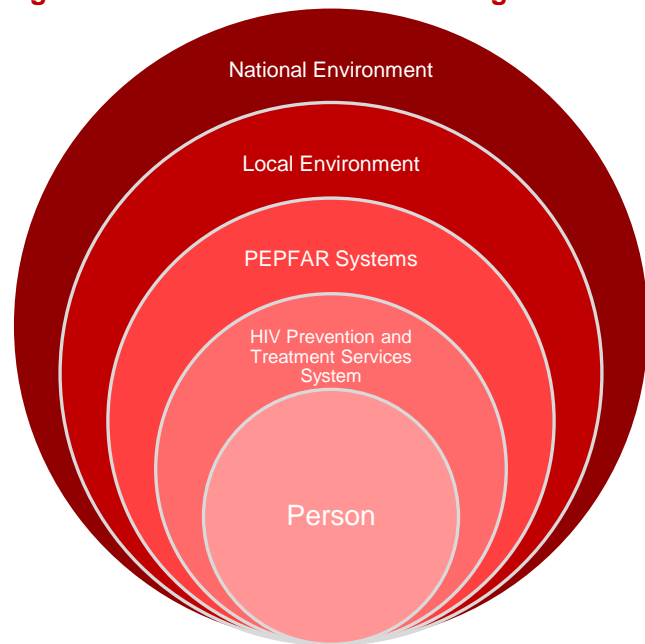 National Environment
Local Environment
PEPFAR Systems
HIV Prevention and
Treatment Services
System
Person